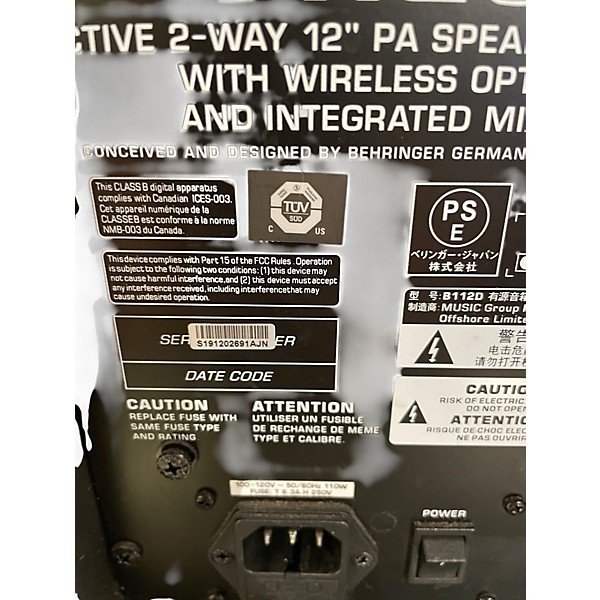 CTIVE 2-WAY 12" PA SPEA
WITH WIRELESS OPT
AND INTEGRATED MI
CONCEIVED AND DESIGNED BY BEHRINGER GERMAN
This CLASS B digital apparatus
complies with Canadian ICES-003.
Cet appareil numérique de la
CLASSE B est conforme à la norme
NMB-003 du Canada.
TÜV
SÜD
C US
PS
E
ベリンガー・ジャパン
株式会社
This device complies with Part 15 of the FCC Rules. Operation
is subject to the following two conditions: (1) this device may
not cause harmful interference, and (2) this device must accept
any interference received, including interference that may
cause undesired operation.
型号: B112D 有源音箱
制造商: MUSIC Group
Offshore Limite
警告
电击危
请勿打开机
SER ER
S191202691AJN
DATE CODE
CAUTION
REPLACE FUSE WITH
SAME FUSE TYPE
AND RATING.
ATTENTION
UTILISER UN FUSIBLE
DE RECHANGE DE MEME
TYPE ET CALIBRE.
CAUTIO
RISK OF ELECTRIC
DO NOT OPEN
ATTENTIO
RISQUE DE CHOC ELEC
NE PAS OUVRIR
100-120V~ 50/60Hz 110W
FUSE: T 6.3A H 250V
POWER